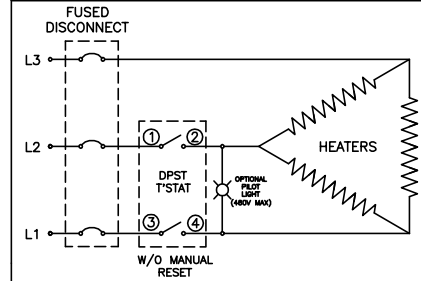 FUSED
DISCONNECT
L3
L2
1 2
HEATERS
DPST
T'STAT
OPTIONAL
PILOT
LIGHT
(480V MAX)
3 4
L1
W/O MANUAL
RESET